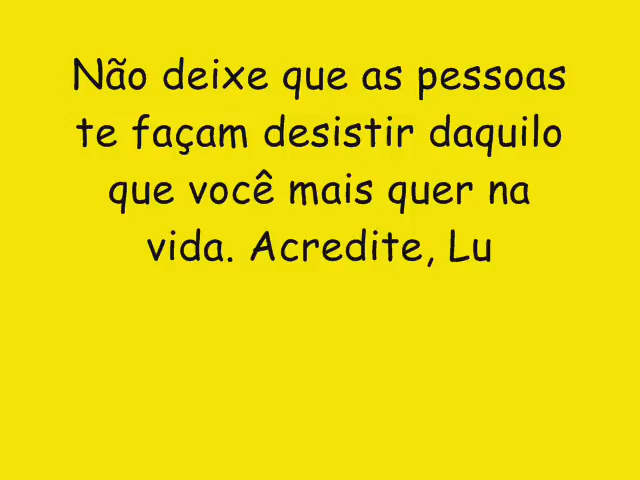 Não deixe que as pessoas
te façam desistir daquilo
que você mais quer na
vida. Acredite, Lu